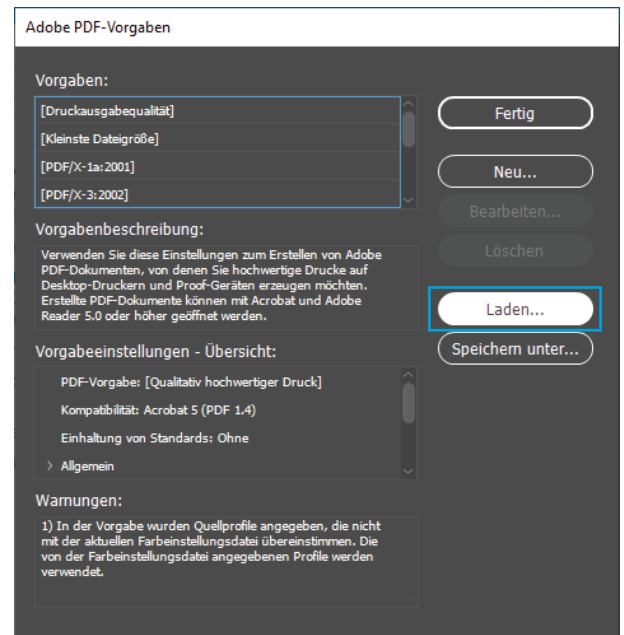 Adobe PDF-Vorgaben
Vorgaben:
[Druckausgabequalität]
[Kleinste Dateigröße]
[PDF/X-1a:2001]
[PDF/X-3:2002]
Fertig
Neu...
Bearbeiten...
Löschen
Laden...
Speichern unter...
Vorgabenbeschreibung:
Verwenden Sie diese Einstellungen zum Erstellen von Adobe
PDF-Dokumenten, von denen Sie hochwertige Drucke auf
Desktop-Druckern und Proof-Geräten erzeugen möchten.
Erstellte PDF-Dokumente können mit Acrobat und Adobe
Reader 5.0 oder höher geöffnet werden.
Vorgabeeinstellungen - Übersicht:
PDF-Vorgabe: [Qualitativ hochwertiger Druck]
Kompatibilität: Acrobat 5 (PDF 1.4)
Einhaltung von Standards: Ohne
> Allgemein
Warnungen:
1) In der Vorgabe wurden Quellprofile angegeben, die nicht
mit der aktuellen Farbeinstellungsdatei übereinstimmen. Die
von der Farbeinstellungsdatei angegebenen Profile werden
verwendet.